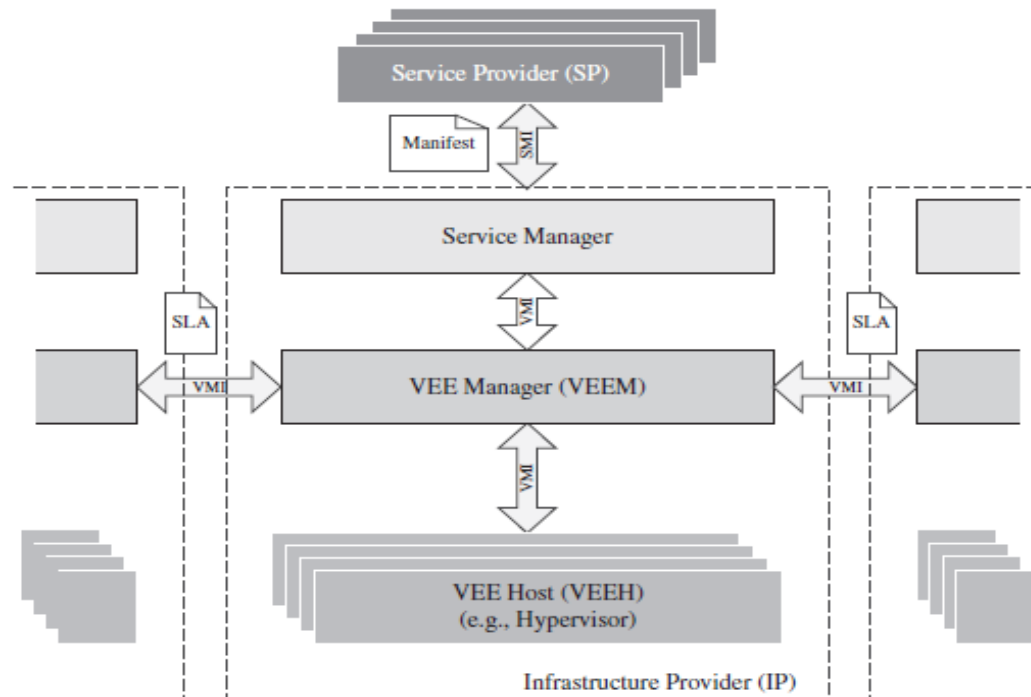 Service Provider (SP)
Manifest
SMI
Service Manager
SLA
VMI
SLA
VMI
VEE Manager (VEEM)
VMI
VMI
VEE Host (VEEH)
(e.g., Hypervisor)
Infrastructure Provider (IP)